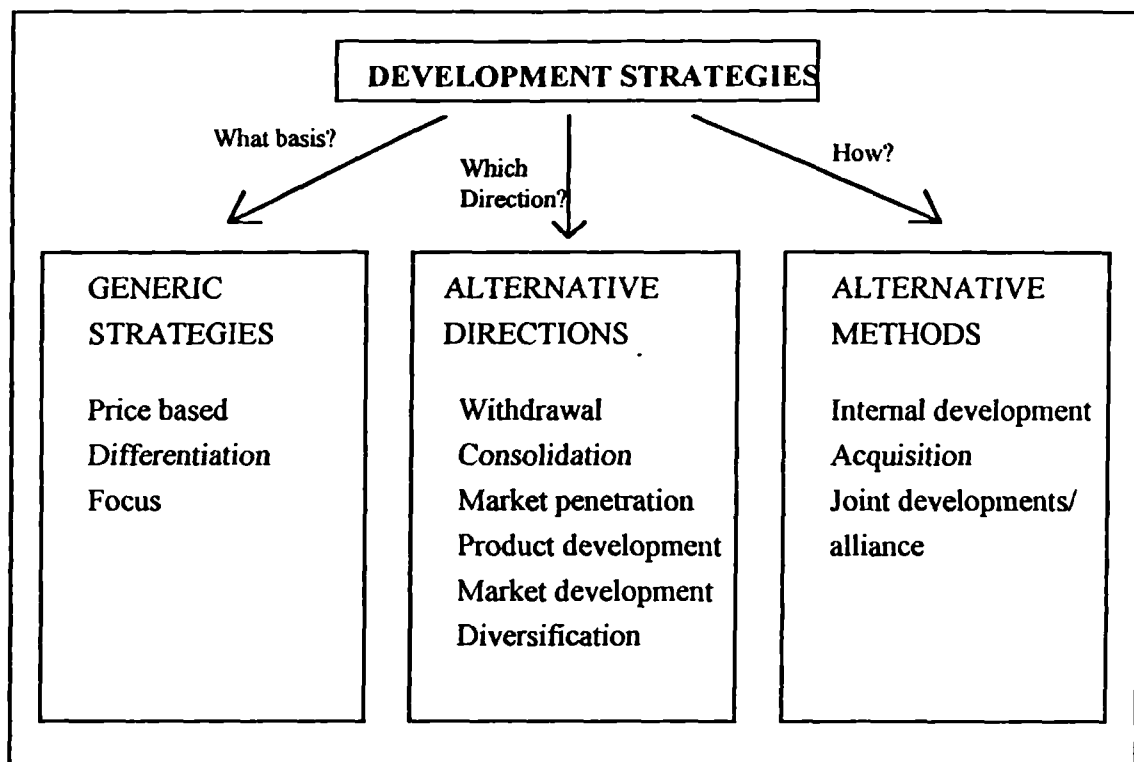 DEVELOPMENT STRATEGIES
What basis?
Which
Direction?
How?
GENERIC
STRATEGIES
Price based
Differentiation
Focus
ALTERNATIVE
DIRECTIONS
Withdrawal
Consolidation
Market penetration
Product development
Market development
Diversification
ALTERNATIVE
METHODS
Internal development
Acquisition
Joint developments/
alliance